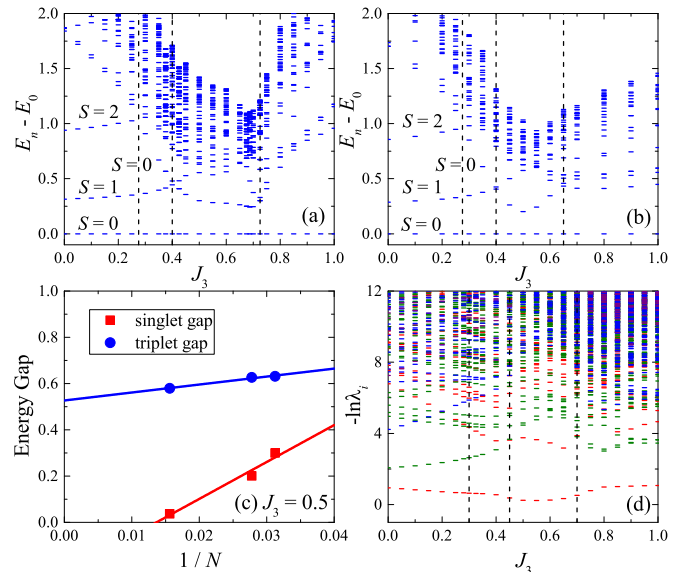 2.0
1.5
1.0
0.5
0.0
E_n - E_0
S = 2
S = 0
S = 1
S = 0
(a)
0.0 0.2 0.4 0.6 0.8 1.0
J_3
2.0
1.5
1.0
0.5
0.0
E_n - E_0
S = 2
S = 0
S = 1
S = 0
(b)
0.0 0.2 0.4 0.6 0.8 1.0
J_3
1.0
0.8
0.6
0.4
0.2
0.0
Energy Gap
singlet gap
triplet gap
(c) J_3 = 0.5
0.00 0.01 0.02 0.03 0.04
1 / N
12
8
4
0
-lnλ_i
(d)
0.0 0.2 0.4 0.6 0.8 1.0
J_3